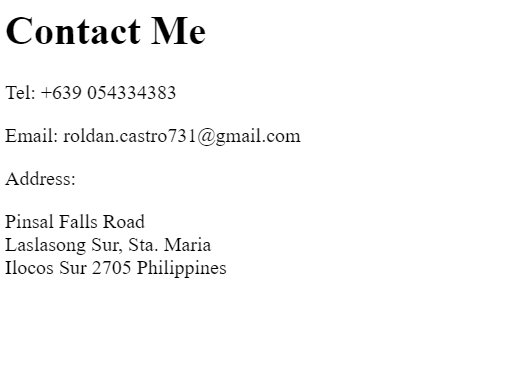 Contact Me
Tel: +639 054334383
Email: roldan.castro731@gmail.com
Address:
Pinsal Falls Road
Laslasong Sur, Sta. Maria
Ilocos Sur 2705 Philippines